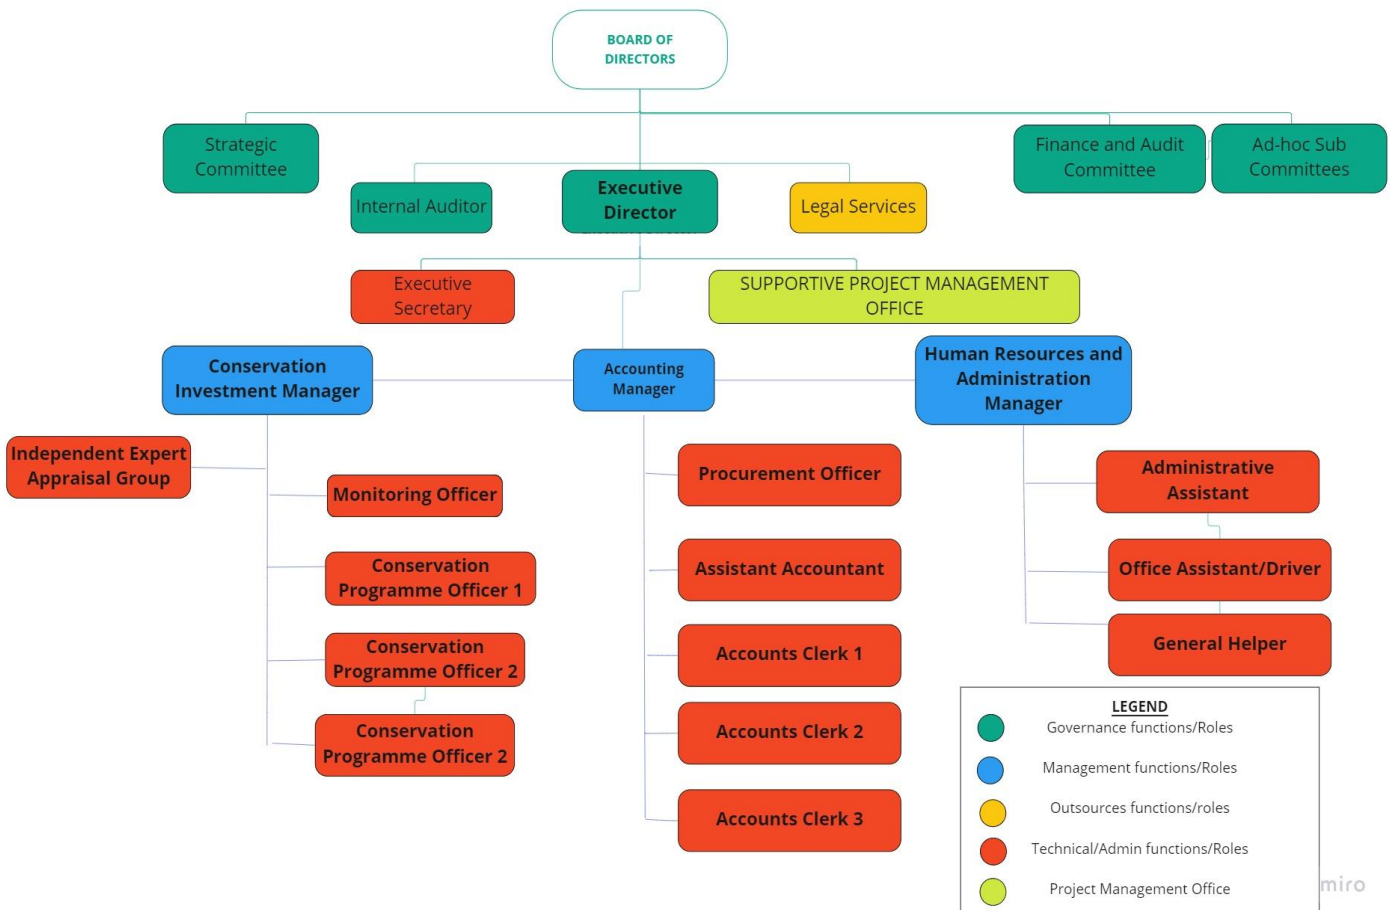 BOARD OF
DIRECTORS
Strategic
Committee
Finance and Audit
Committee
Ad-hoc Sub
Committees
Internal Auditor
Executive
Director
Legal Services
Executive
Secretary
SUPPORTIVE PROJECT MANAGEMENT
OFFICE
Conservation
Investment Manager
Accounting
Manager
Human Resources and
Administration
Manager
Independent Expert
Appraisal Group
Monitoring Officer
Conservation
Programme Officer 1
Conservation
Programme Officer 2
Conservation
Programme Officer 2
Procurement Officer
Assistant Accountant
Accounts Clerk 1
Accounts Clerk 2
Accounts Clerk 3
Administrative
Assistant
Office Assistant/Driver
General Helper
LEGEND
Governance functions/Roles
Management functions/Roles
Outsources functions/roles
Technical/Admin functions/Roles
Project Management Office
miro